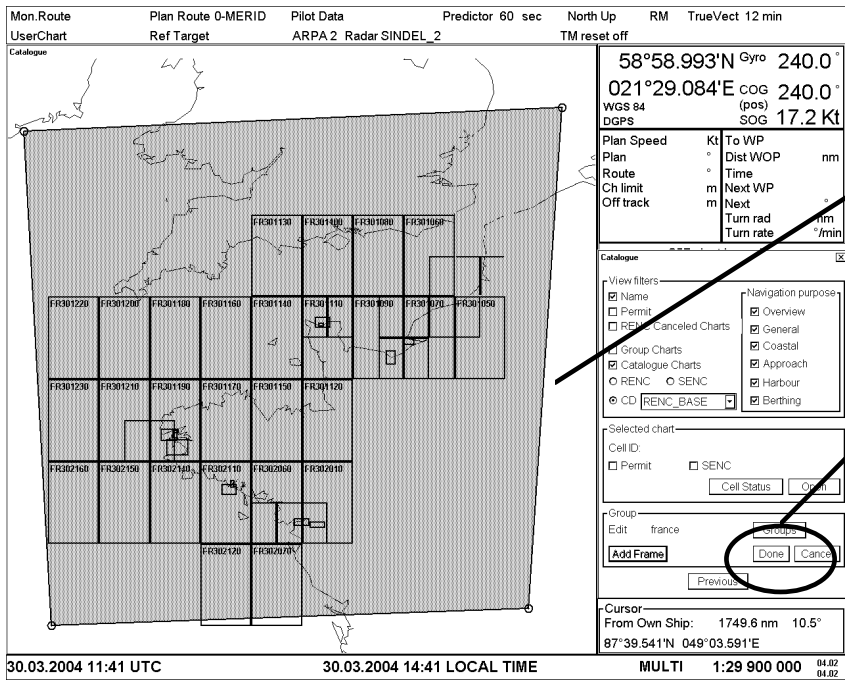 Mon.Route Plan Route 0-MERID Pilot Data Predictor 60 sec North Up RM TrueVect 12 min
UserChart Ref Target ARPA 2 Radar SINDEL_2 TM reset off
Catalogue
58°58.993'N Gyro 240.0°
021°29.084'E COG 240.0°
WGS 84 (pos)
DGPS SOG 17.2 Kt
Plan Speed Kt To WP
Plan ° Dist WOP nm
Route ° Time
Ch limit m Next WP
Off track m Next °
Turn rad nm
Turn rate °/min
Catalogue
View filters
Name
Permit
RENC Canceled Charts
Group Charts
Catalogue Charts
RENC SENC
CD RENC_BASE
Navigation purpose
Overview
General
Coastal
Approach
Harbour
Berthing
Selected chart
Cell ID:
Permit SENC
Cell Status Open
Group
Edit france Groups
Add Frame Done Cancel
Previous
Cursor
From Own Ship: 1749.6 nm 10.5°
87°39.541'N 049°03.591'E
FR301130 FR301100 FR301080 FR301060
FR301220 FR301200 FR301180 FR301160 FR301140 FR301110 FR301090 FR301070 FR301050
FR301230 FR301210 FR301190 FR301170 FR301150 FR301120
FR302160 FR302150 FR302140 FR302110 FR302060 FR302010
FR302120 FR302070
30.03.2004 11:41 UTC 30.03.2004 14:41 LOCAL TIME MULTI 1:29 900 000 04.02
04.02